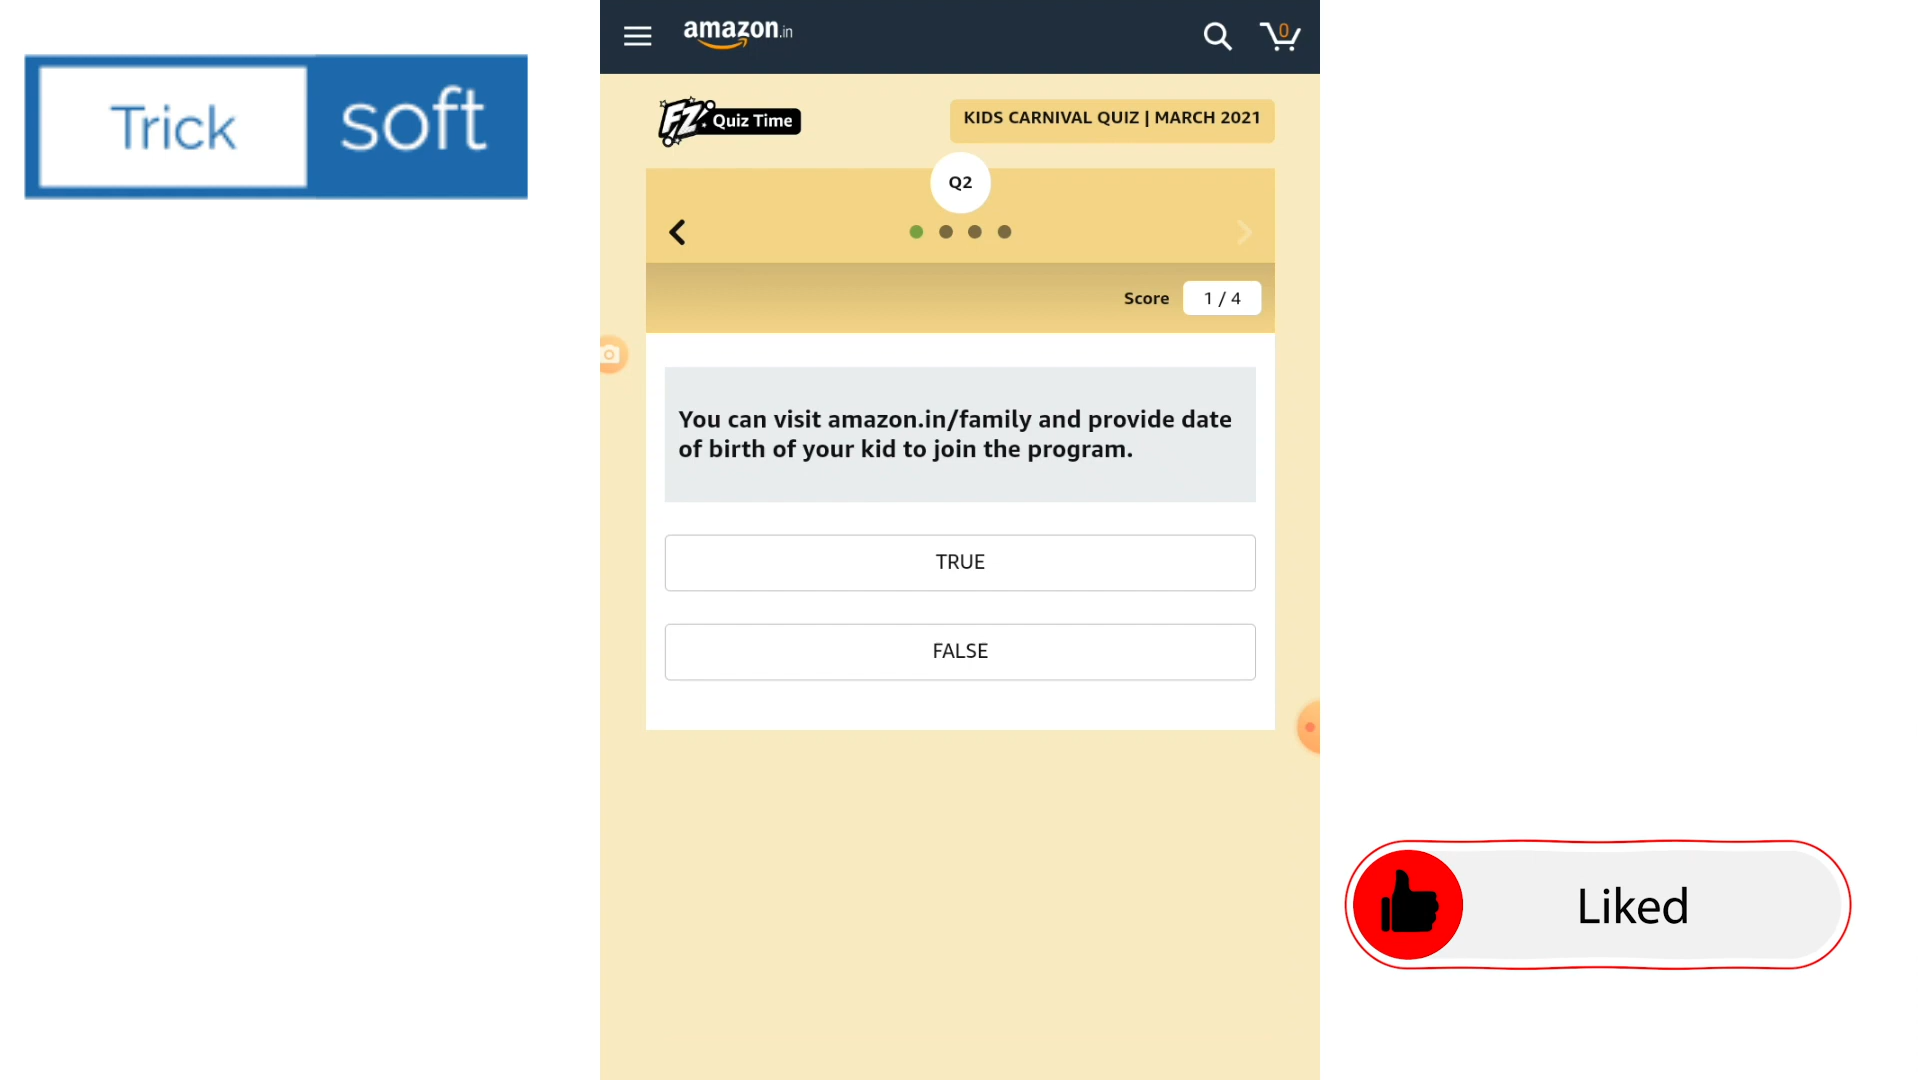 Trick soft
amazon.in
0
FZ Quiz Time
KIDS CARNIVAL QUIZ | MARCH 2021
Q2
Score 1 / 4
You can visit amazon.in/family and provide date
of birth of your kid to join the program.
TRUE
FALSE
Liked